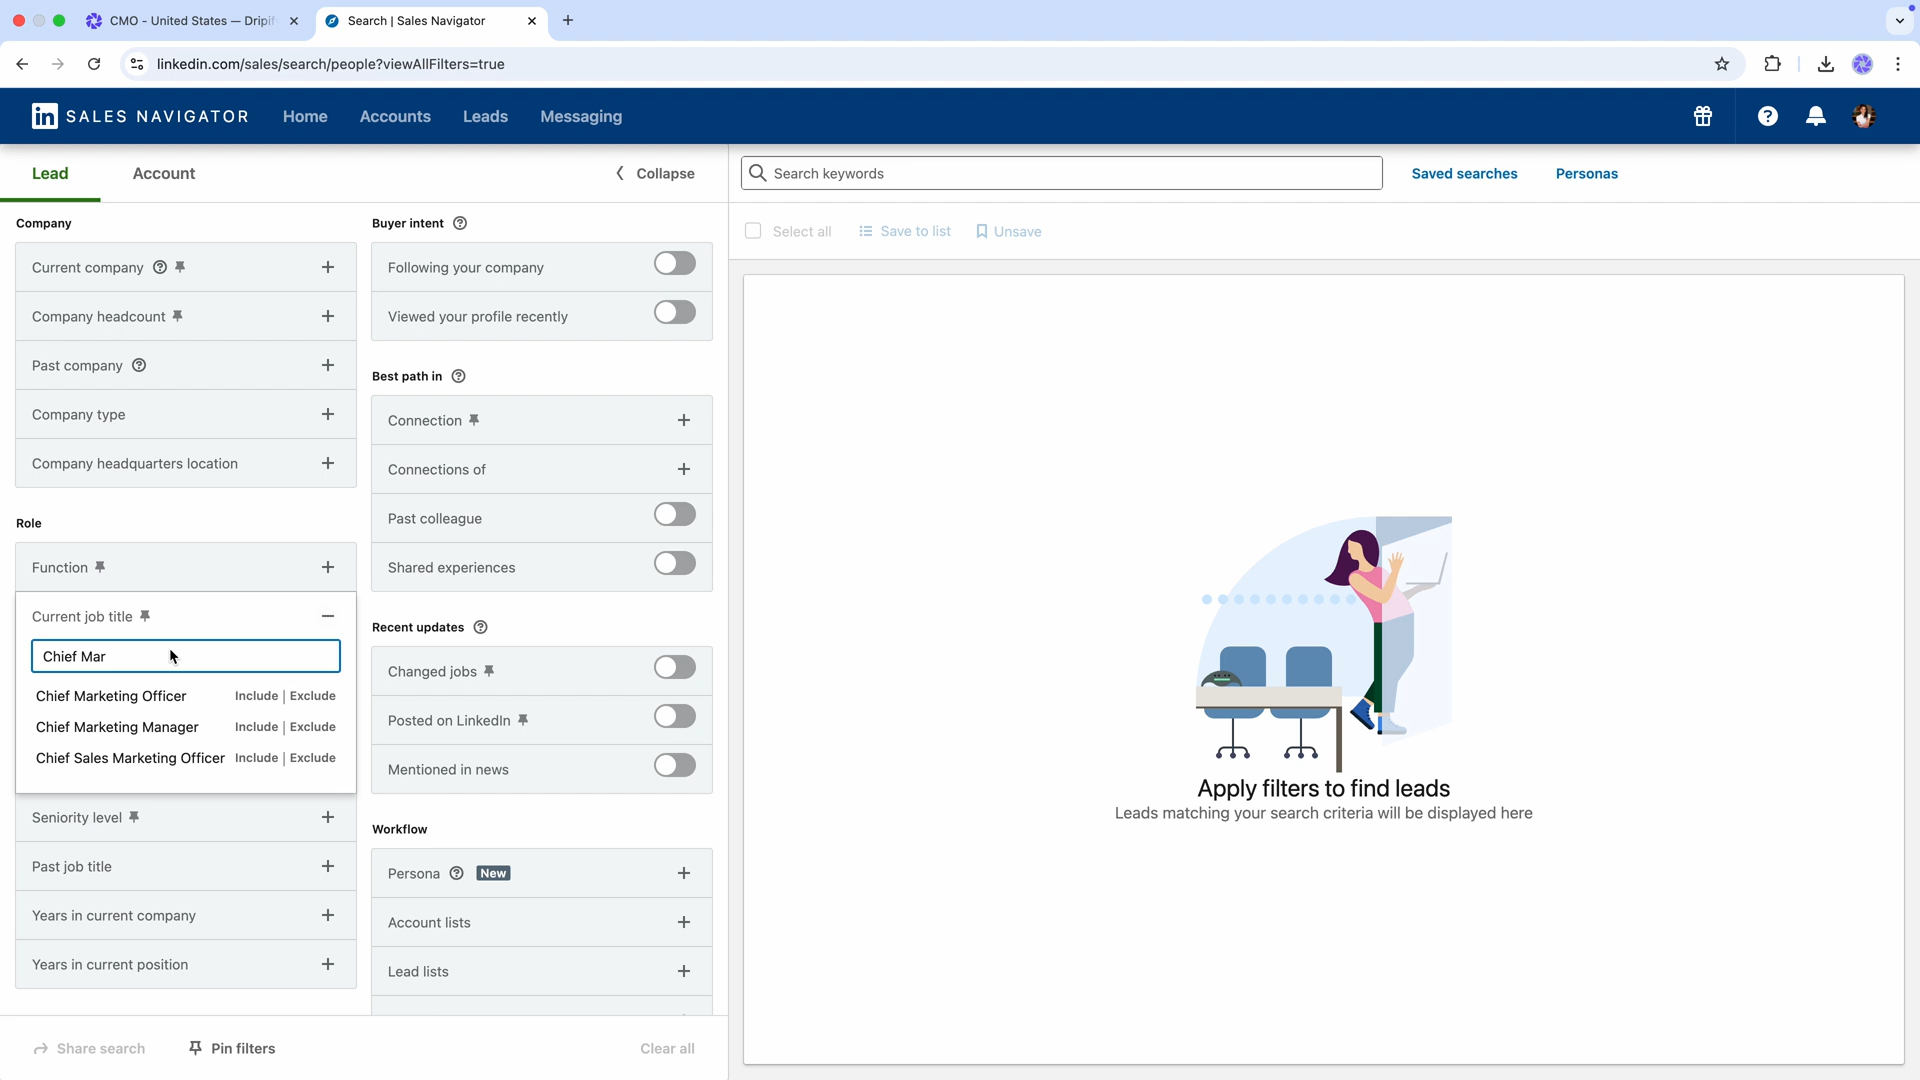 CMO - United States — Dripif
Search | Sales Navigator
linkedin.com/sales/search/people?viewAllFilters=true
in SALES NAVIGATOR
Home
Accounts
Leads
Messaging
Lead
Account
Collapse
Search keywords
Saved searches
Personas
Select all
Save to list
Unsave
Company
Current company
Company headcount
Past company
Company type
Company headquarters location
Role
Function
Current job title
Chief Mar
Chief Marketing Officer Include | Exclude
Chief Marketing Manager Include | Exclude
Chief Sales Marketing Officer Include | Exclude
Seniority level
Past job title
Years in current company
Years in current position
Buyer intent
Following your company
Viewed your profile recently
Best path in
Connection
Connections of
Past colleague
Shared experiences
Recent updates
Changed jobs
Posted on LinkedIn
Mentioned in news
Workflow
Persona New
Account lists
Lead lists
Share search
Pin filters
Clear all
Apply filters to find leads
Leads matching your search criteria will be displayed here